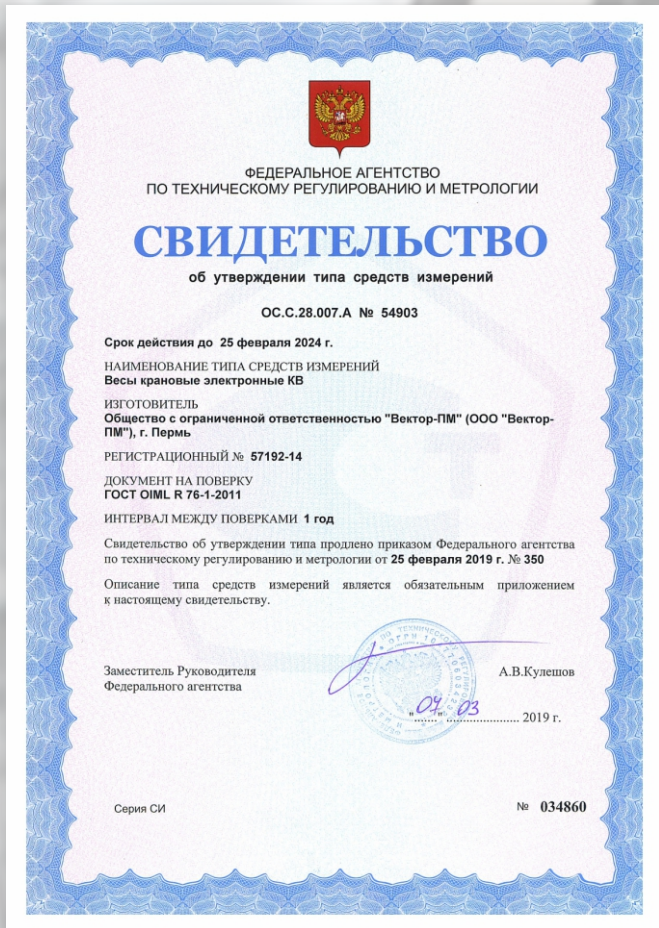 ФЕДЕРАЛЬНОЕ АГЕНТСТВО
ПО ТЕХНИЧЕСКОМУ РЕГУЛИРОВАНИЮ И МЕТРОЛОГИИ
СВИДЕТЕЛЬСТВО
об утверждении типа средств измерений
ОС.С.28.007.А № 54903
Срок действия до 25 февраля 2024 г.
НАИМЕНОВАНИЕ ТИПА СРЕДСТВ ИЗМЕРЕНИЙ
Весы крановые электронные КВ
ИЗГОТОВИТЕЛЬ
Общество с ограниченной ответственностью "Вектор-ПМ" (ООО "Вектор-
ПМ"), г. Пермь
РЕГИСТРАЦИОННЫЙ № 57192-14
ДОКУМЕНТ НА ПОВЕРКУ
ГОСТ OIML R 76-1-2011
ИНТЕРВАЛ МЕЖДУ ПОВЕРКАМИ 1 год
Свидетельство об утверждении типа продлено приказом Федерального агентства
по техническому регулированию и метрологии от 25 февраля 2019 г. № 350
Описание типа средств измерений является обязательным приложением
к настоящему свидетельству.
Заместитель Руководителя
Федерального агентства
А.В.Кулешов
"07" 03 2019 г.
Серия СИ
№ 034860